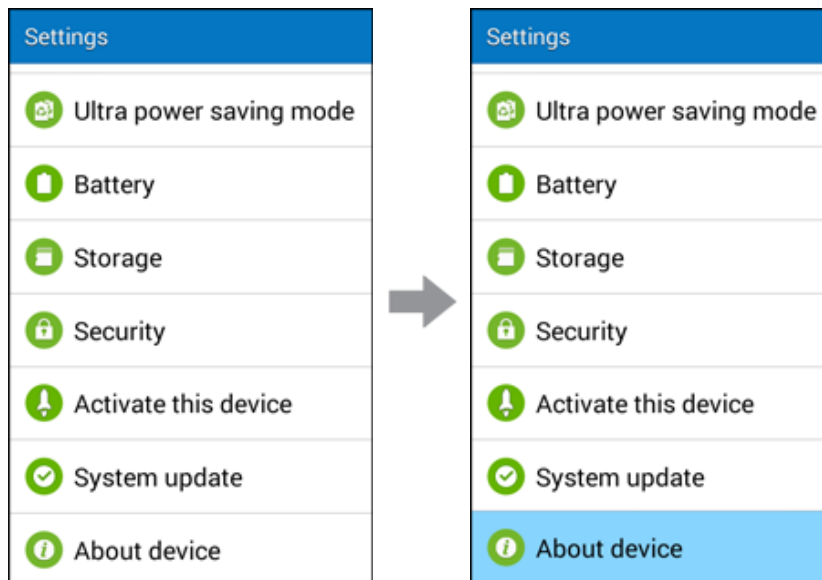 Settings
Ultra power saving mode
Battery
Storage
Security
Activate this device
System update
About device
Settings
Ultra power saving mode
Battery
Storage
Security
Activate this device
System update
About device